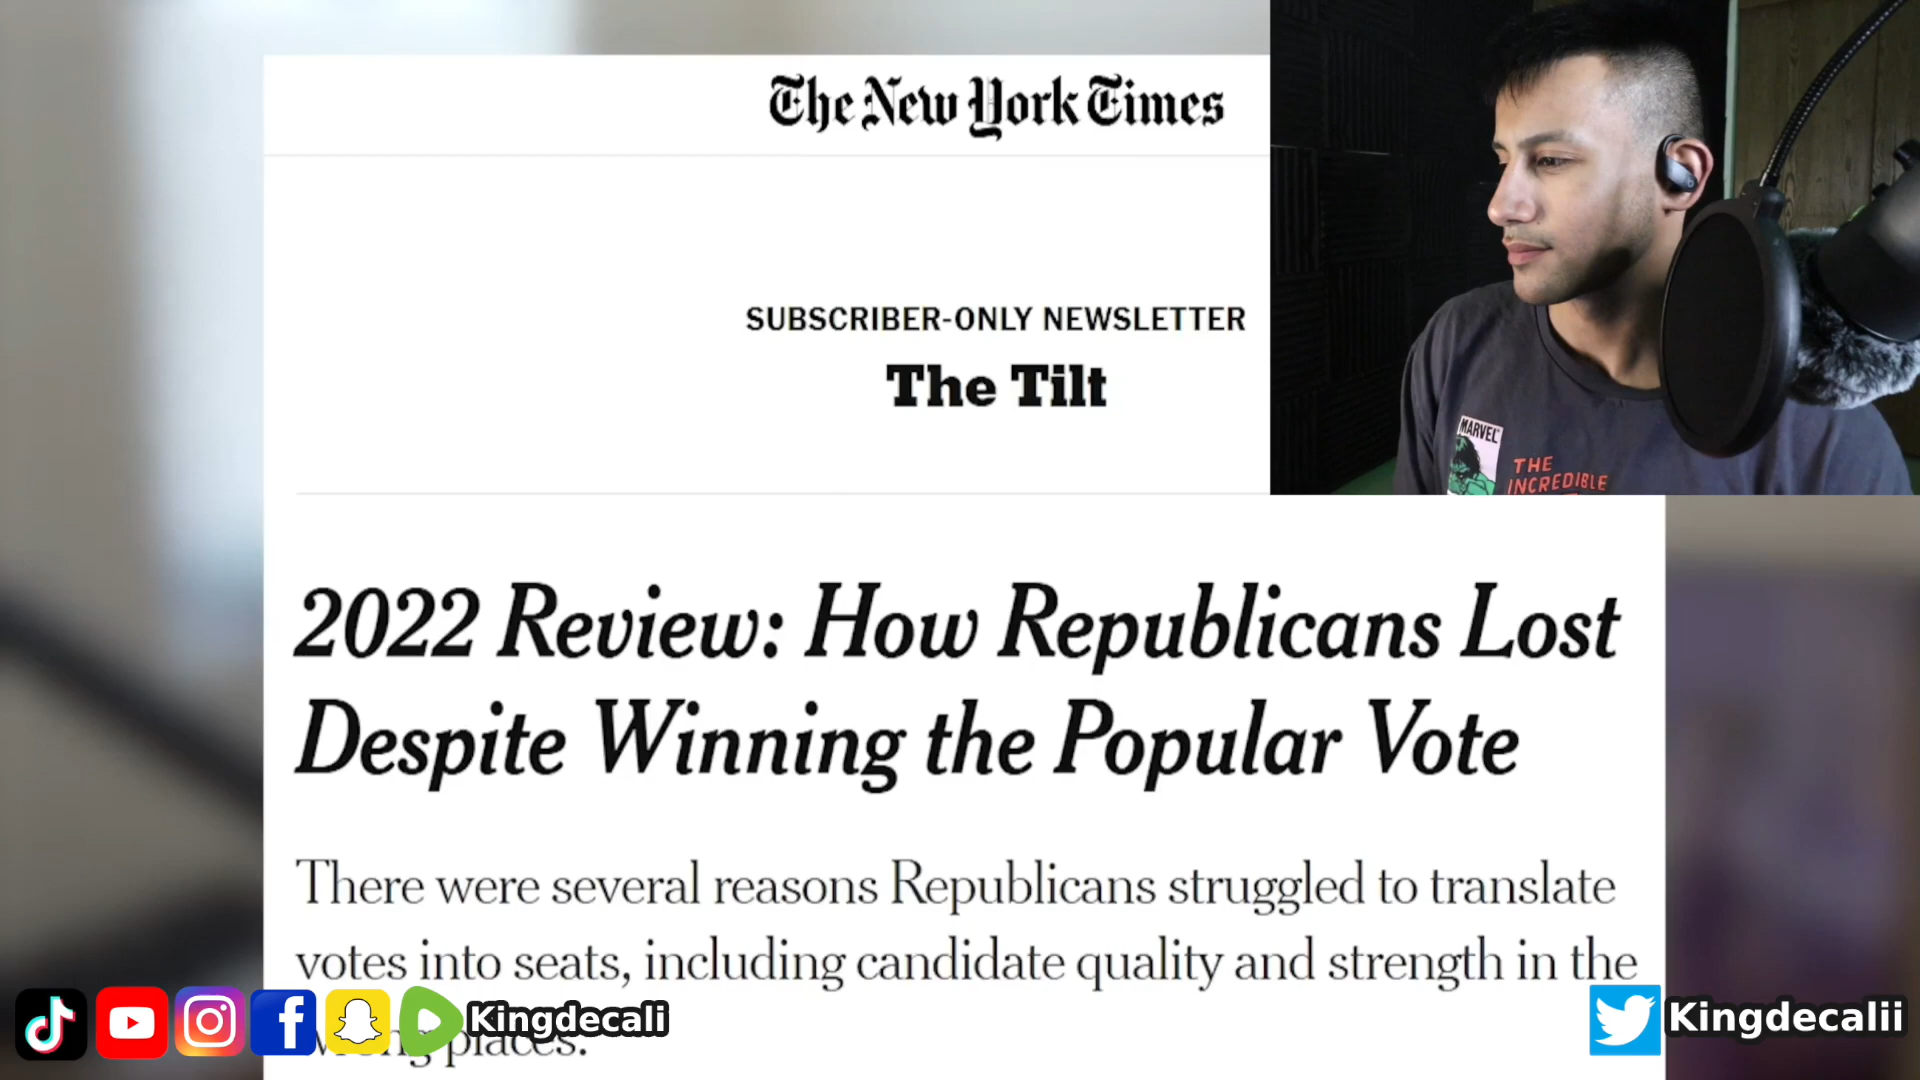 The New York Times
SUBSCRIBER-ONLY NEWSLETTER
The Tilt
MARVEL
THE
INCREDIBLE
2022 Review: How Republicans Lost
Despite Winning the Popular Vote
There were several reasons Republicans struggled to translate
votes into seats, including candidate quality and strength in the
wrong places.
Kingdecali
Kingdecalii